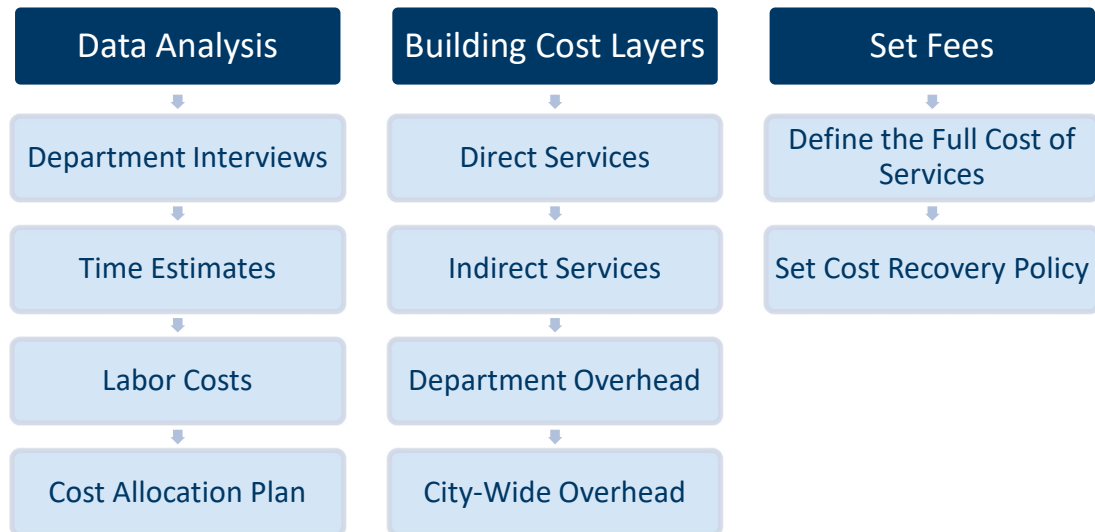 Data Analysis
Department Interviews
Time Estimates
Labor Costs
Cost Allocation Plan
Building Cost Layers
Direct Services
Indirect Services
Department Overhead
City-Wide Overhead
Set Fees
Define the Full Cost of
Services
Set Cost Recovery Policy